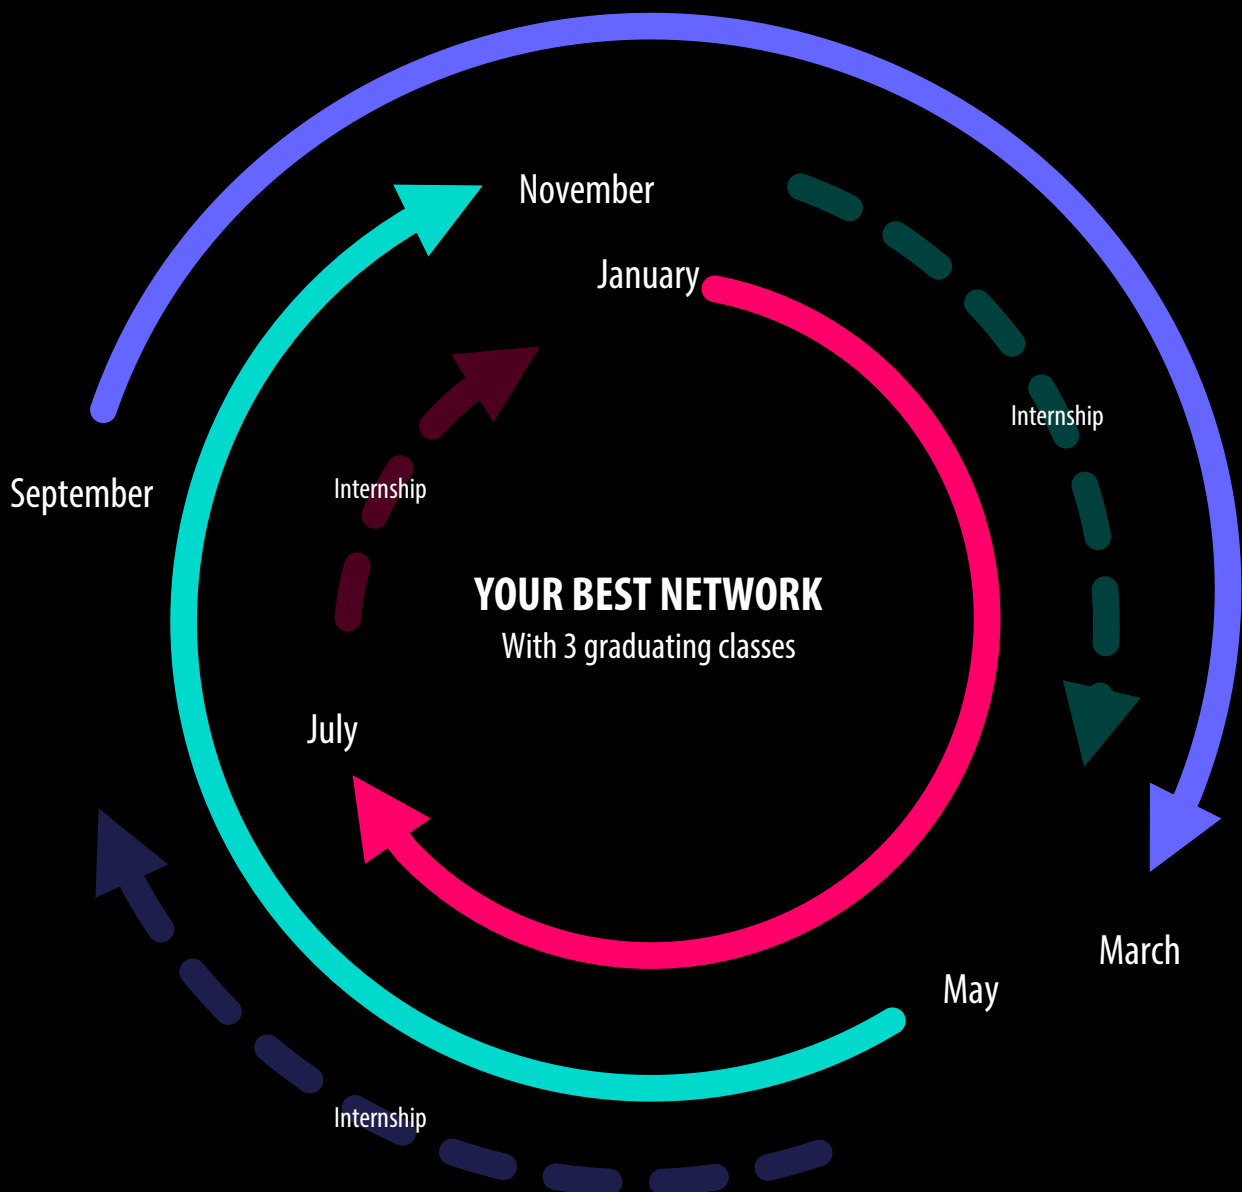 November
January
Internship
Internship
September
YOUR BEST NETWORK
With 3 graduating classes
July
March
May
Internship